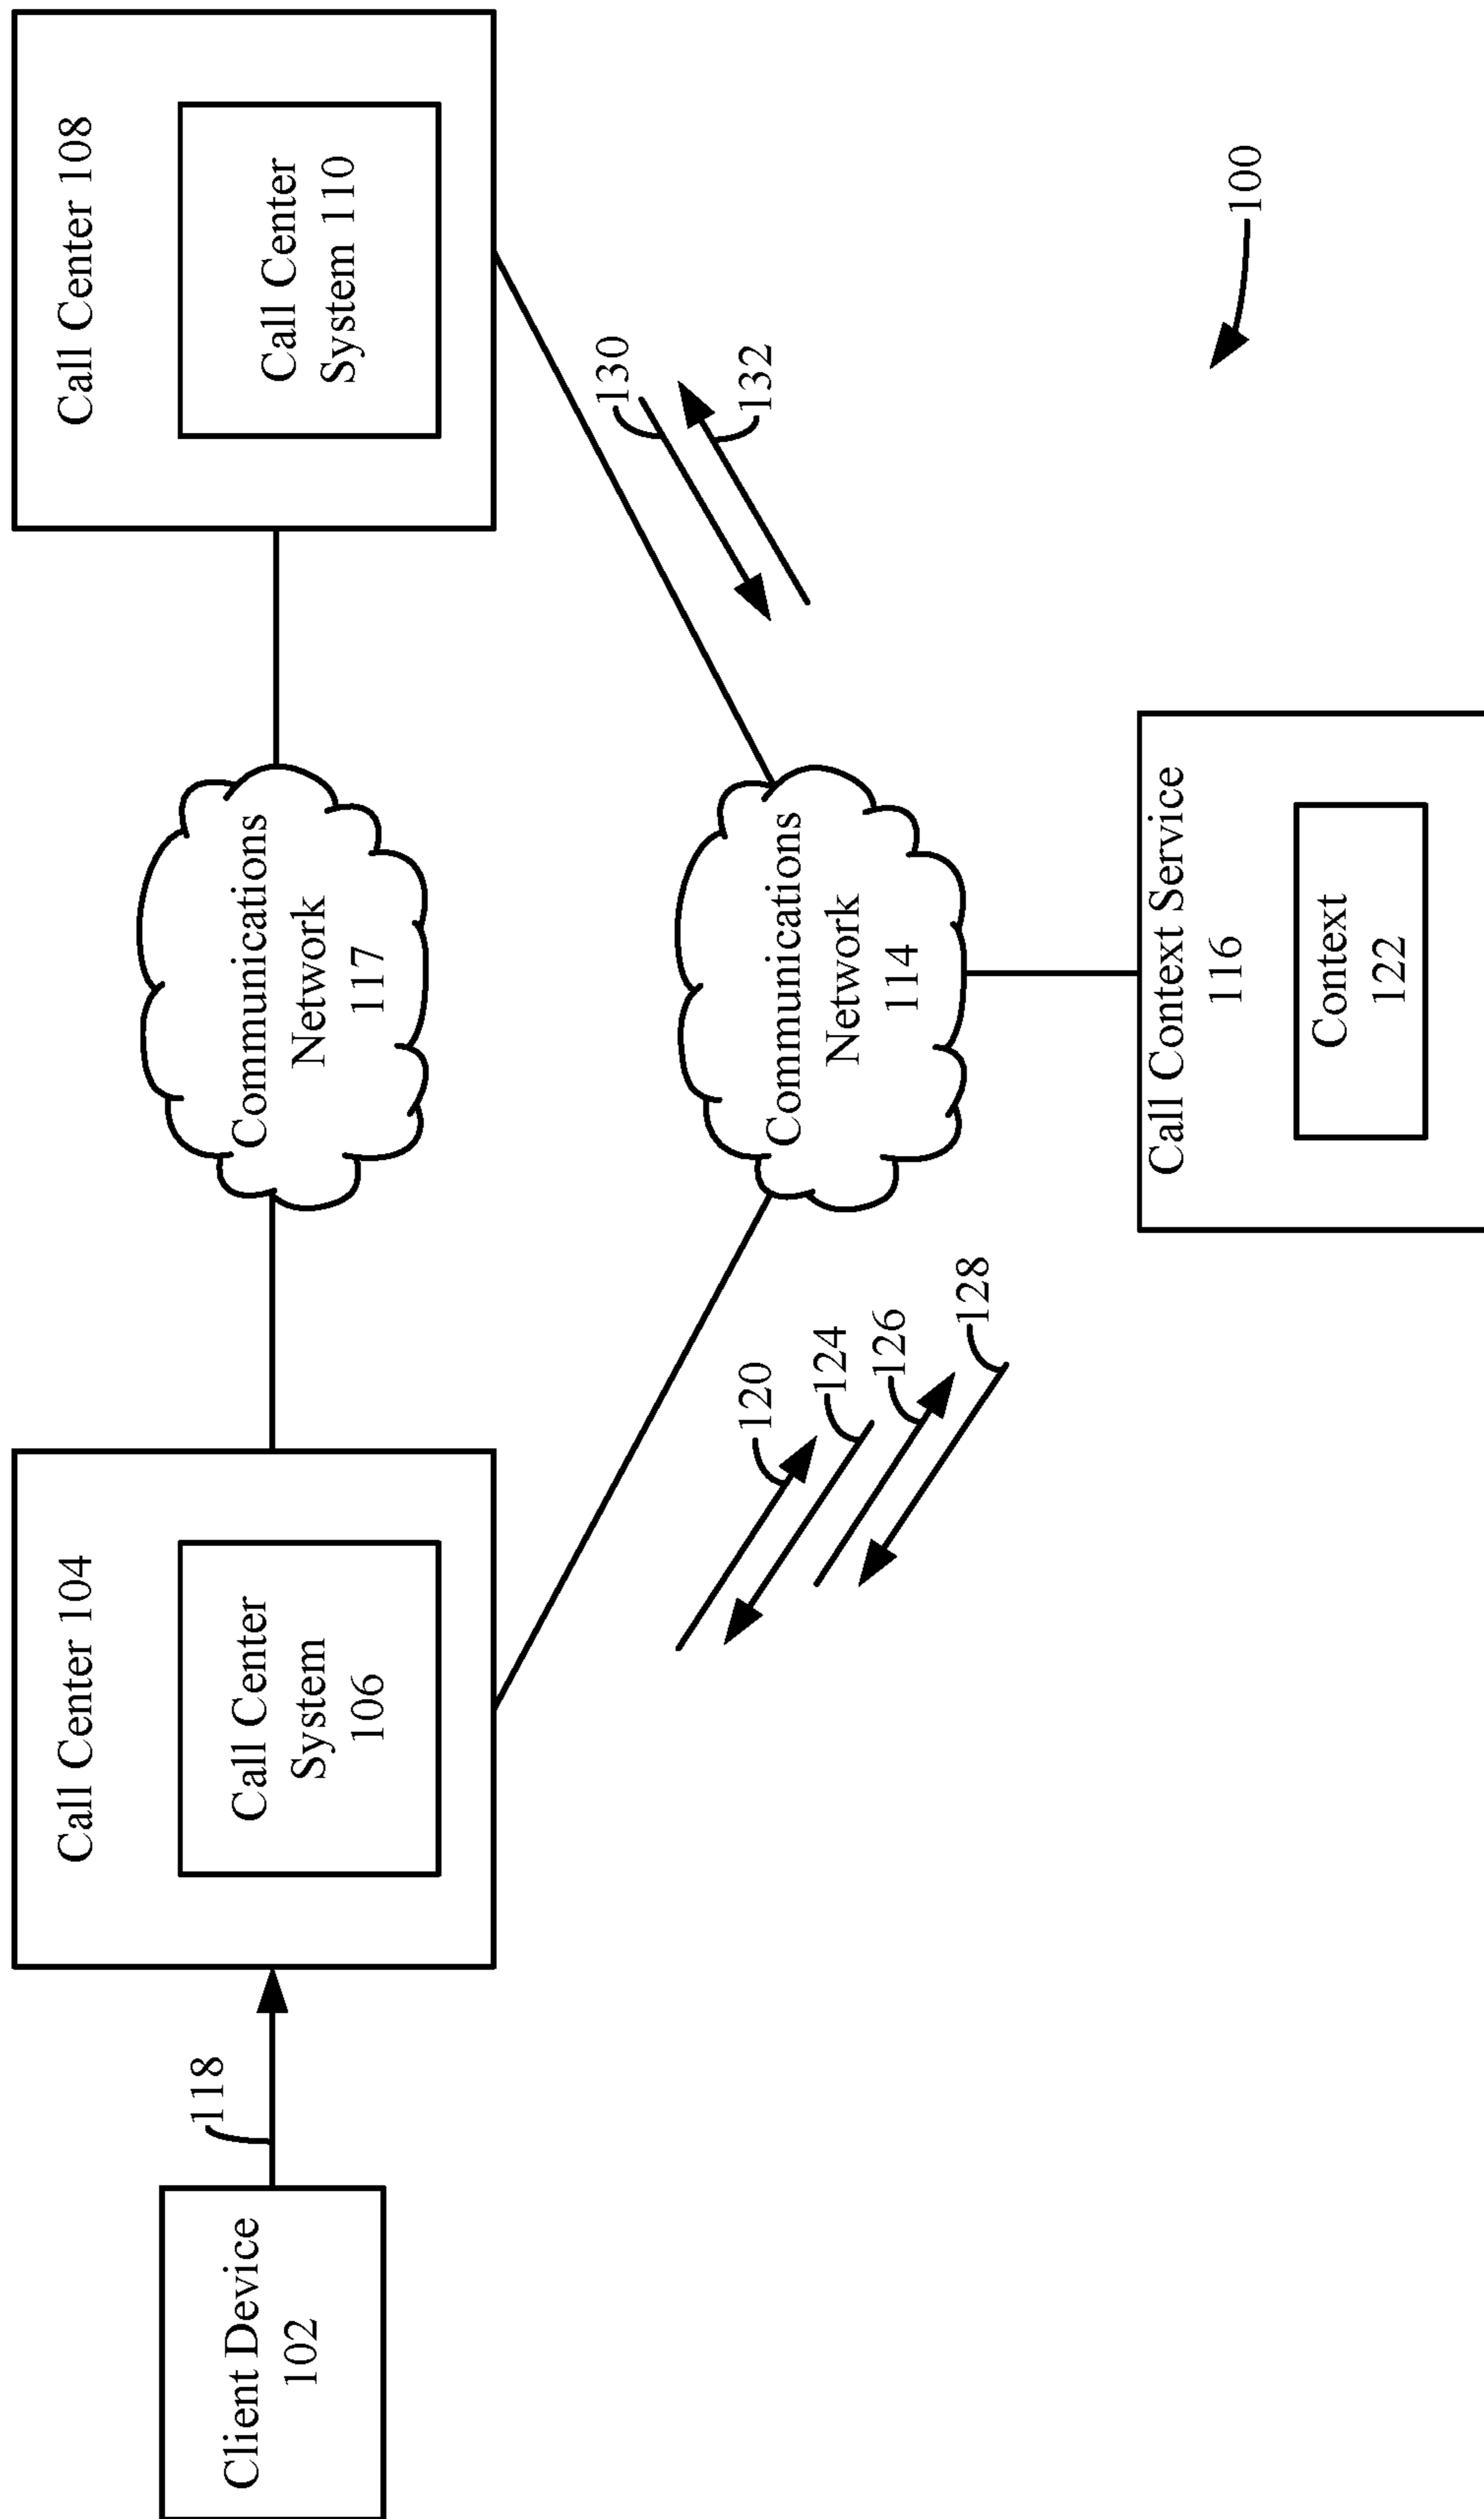 Client Device
102
118
Call Center 104
Call Center
System
106
Communications
Network
117
Call Center 108
Call Center
System 110
120
124
126
128
Communications
Network
114
130
132
Call Context Service
116
Context
122
100